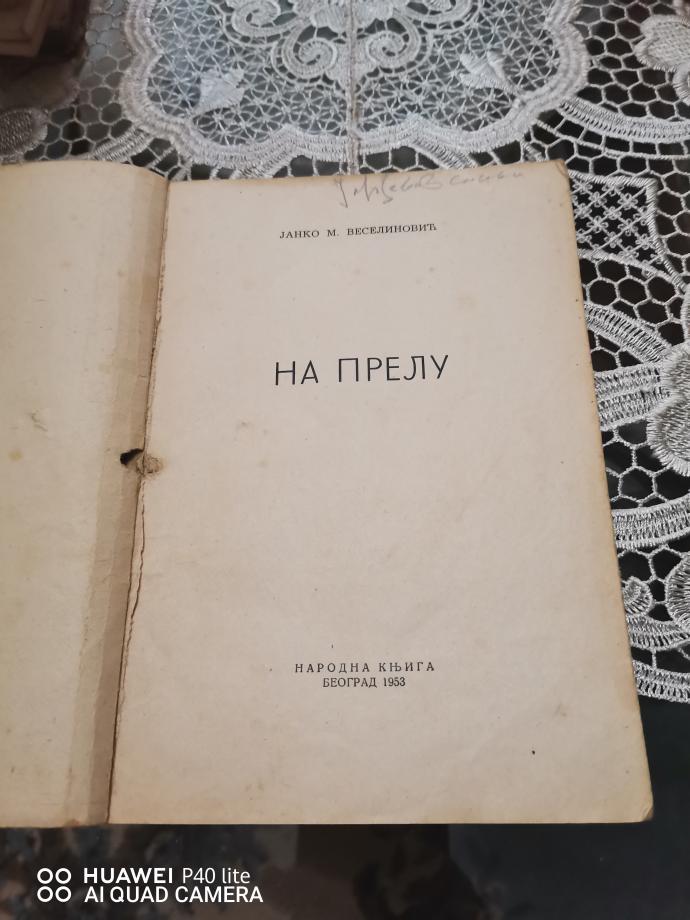 ЈАНКО М. ВЕСЕЛИНОВИЋ
НА ПРЕЛУ
НАРОДНА КЊИГА
БЕОГРАД 1953
HUAWEI P40 lite
AI QUAD CAMERA